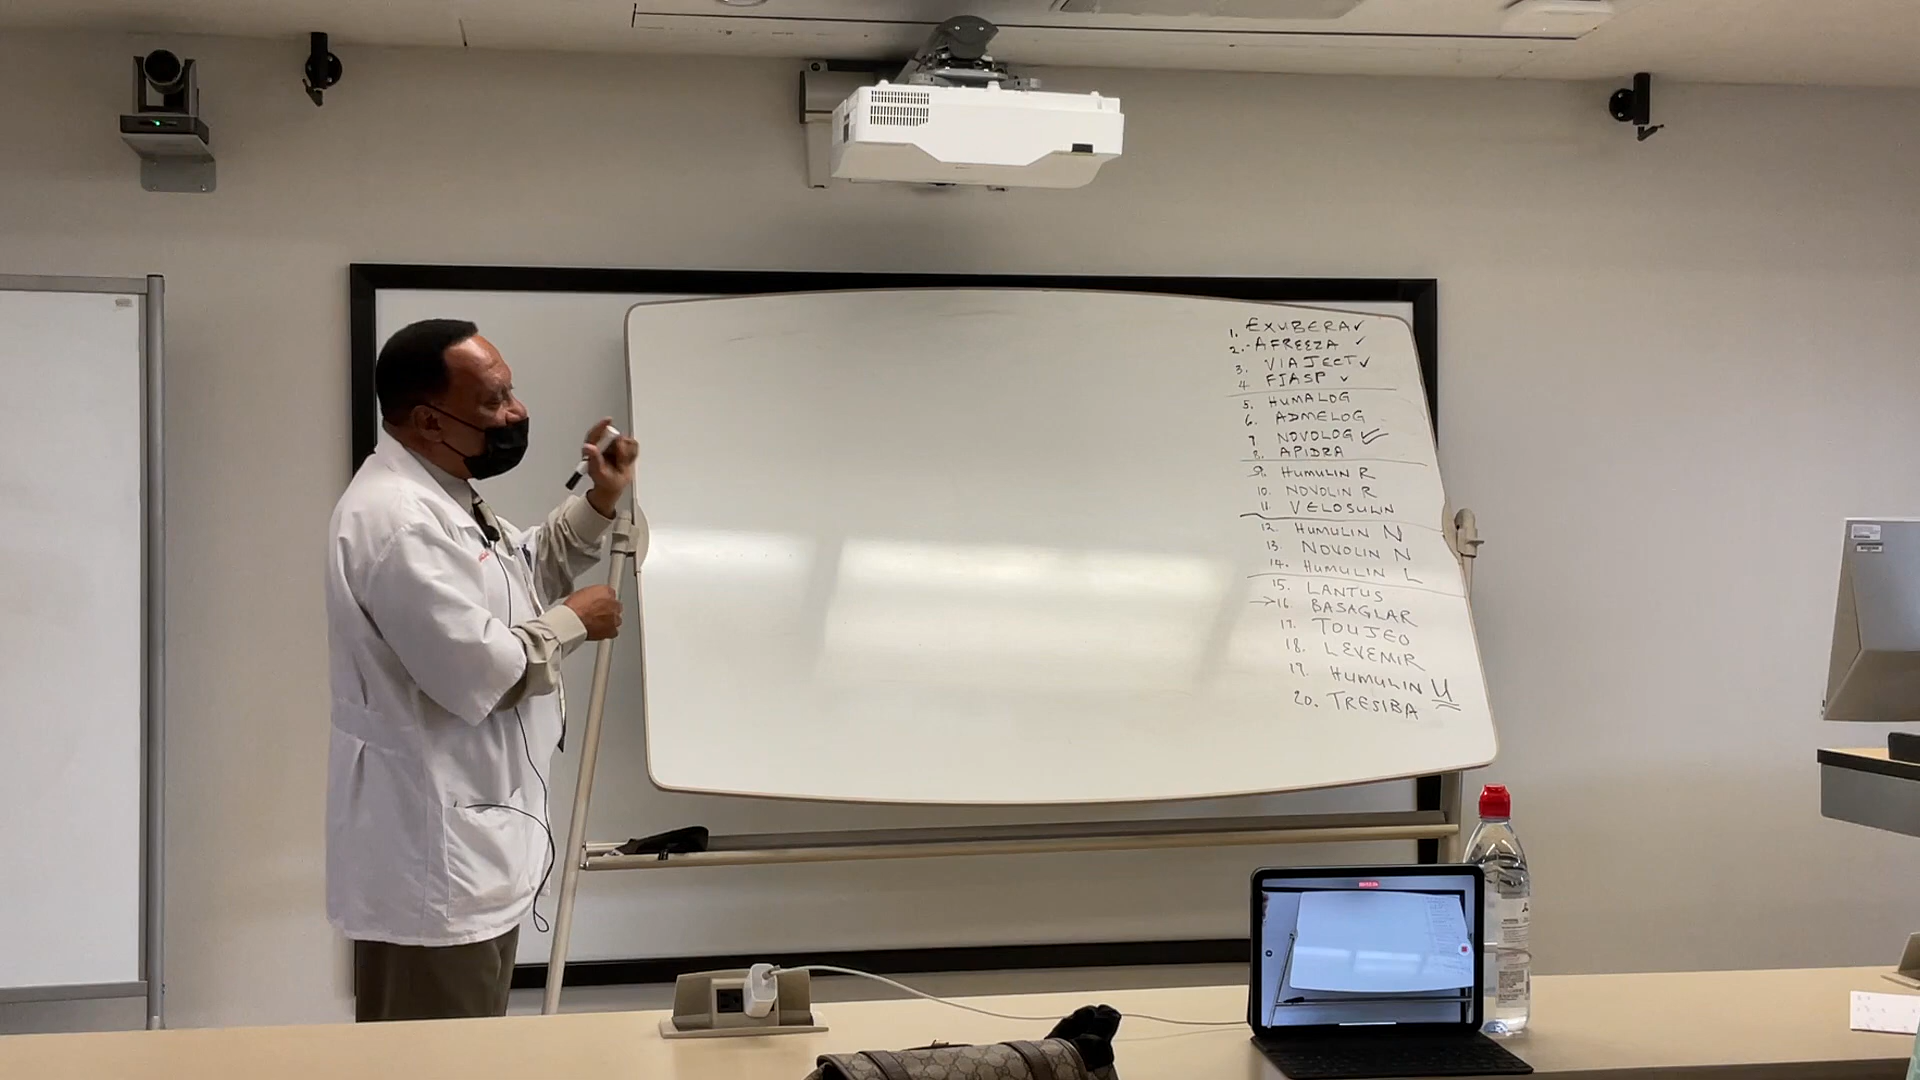 1. EXUBERA✓
2. AFREEZA ✓
3. VIAJECT✓
4 FIASP ✓
5. HUMALOG
6. ADMELOG
7 NOVOLOG ✓
8. APIDRA
9. HUMULIN R
10. NOVOLIN R
11. VELOSULIN
12. HUMULIN N
13. NOVOLIN N
14. HUMULIN L
15. LANTUS
→16. BASAGLAR
17. TOUJEO
18. LEVEMIR
19. HUMULIN U
20. TRESIBA